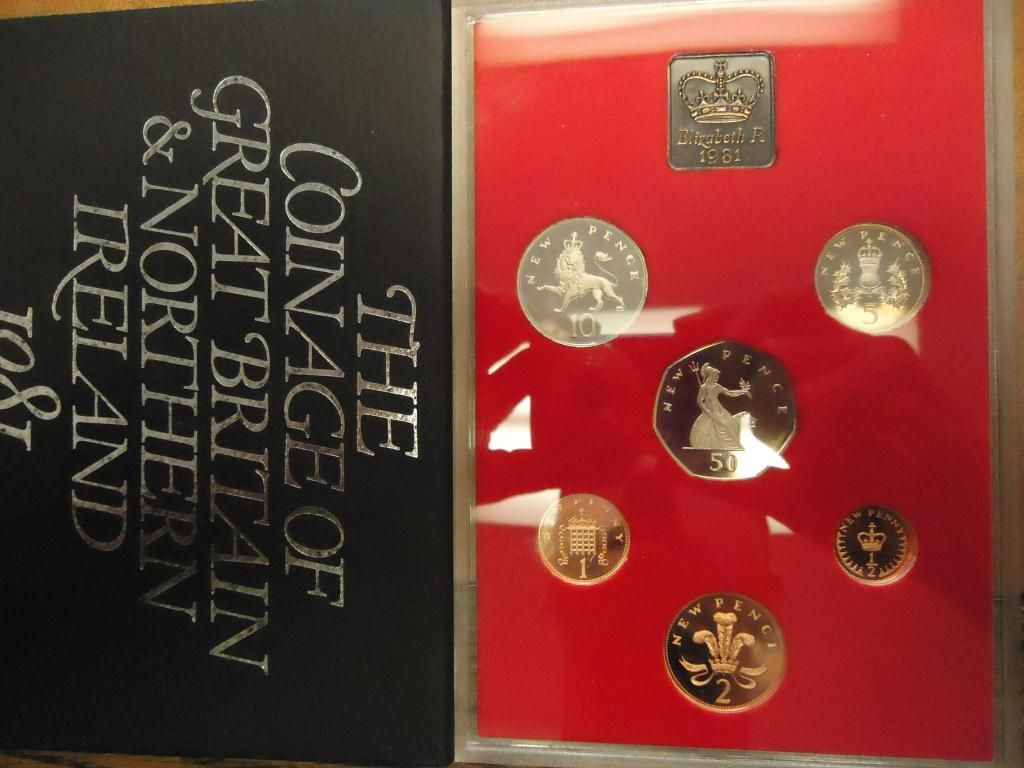 THE
COINAGE OF
GREAT BRITAIN
& NORTHERN
IRELAND
1981
Elizabeth R
1981
NEW PENCE
10
NEW PENCE
5
NEW PENCE
50
NEW PENNY
1
NEW PENNY
1
2
NEW PENCE
2